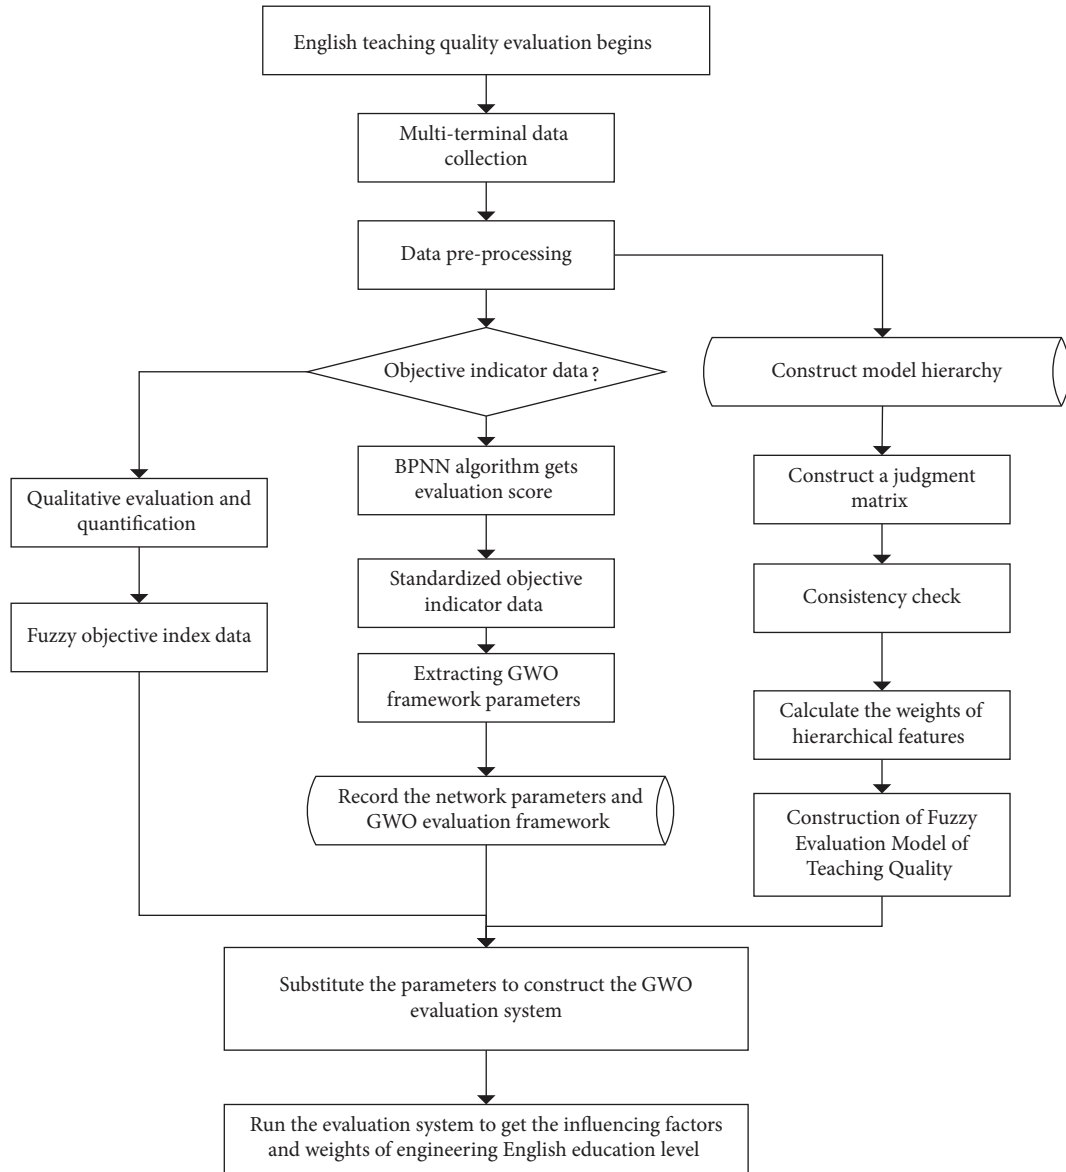 English teaching quality evaluation begins
Multi-terminal data
collection
Data pre-processing
Objective indicator data?
Construct model hierarchy
BPNN algorithm gets
evaluation score
Construct a judgment
matrix
Qualitative evaluation and
quantification
Standardized objective
indicator data
Consistency check
Fuzzy objective index data
Extracting GWO
framework parameters
Calculate the weights of
hierarchical features
Record the network parameters and
GWO evaluation framework
Construction of Fuzzy
Evaluation Model of
Teaching Quality
Substitute the parameters to construct the GWO
evaluation system
Run the evaluation system to get the influencing factors
and weights of engineering English education level